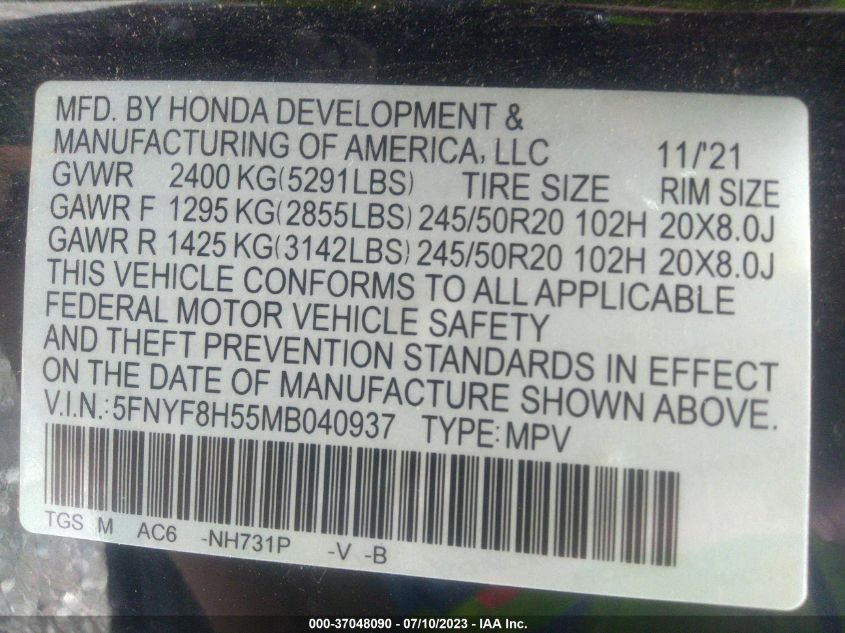 MFD. BY HONDA DEVELOPMENT &
MANUFACTURING OF AMERICA, LLC 11/'21
GVWR 2400 KG(5291LBS) TIRE SIZE RIM SIZE
GAWR F 1295 KG(2855LBS) 245/50R20 102H 20X8.0J
GAWR R 1425 KG(3142LBS) 245/50R20 102H 20X8.0J
THIS VEHICLE CONFORMS TO ALL APPLICABLE
FEDERAL MOTOR VEHICLE SAFETY
AND THEFT PREVENTION STANDARDS IN EFFECT
ON THE DATE OF MANUFACTURE SHOWN ABOVE.
V.I.N.: 5FNYF8H55MB040937 TYPE: MPV
TGS M AC6 -NH731P -V -B
000-37048090 - 07/10/2023 - IAA Inc.